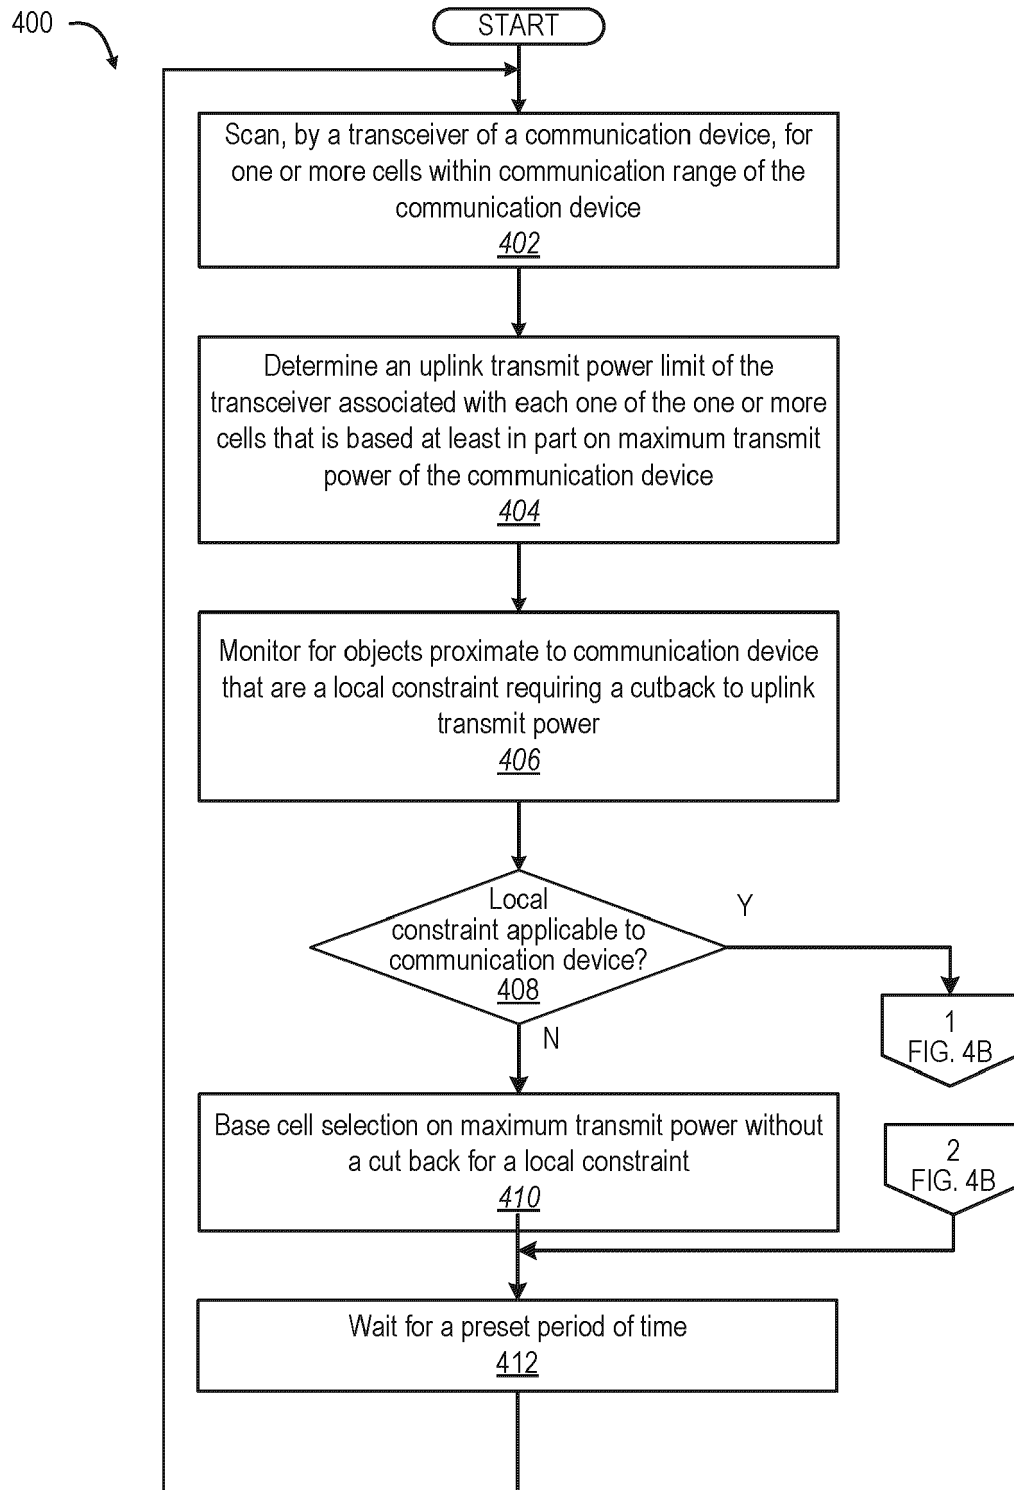 400
START
Scan, by a transceiver of a communication device, for
one or more cells within communication range of the
communication device
402
Determine an uplink transmit power limit of the
transceiver associated with each one of the one or more
cells that is based at least in part on maximum transmit
power of the communication device
404
Monitor for objects proximate to communication device
that are a local constraint requiring a cutback to uplink
transmit power
406
Local
constraint applicable to
communication device?
408
Y
N
1
FIG. 4B
Base cell selection on maximum transmit power without
a cut back for a local constraint
410
2
FIG. 4B
Wait for a preset period of time
412